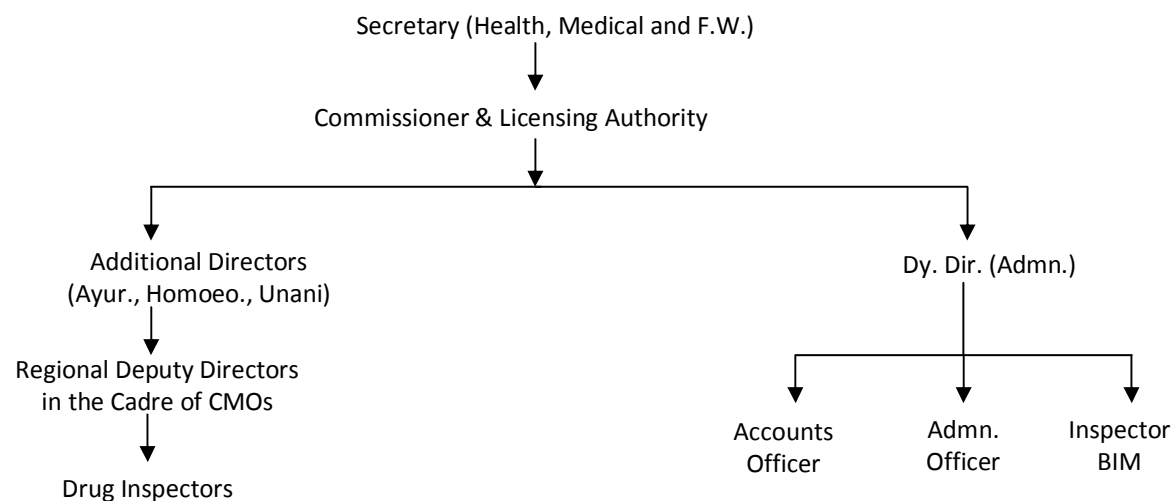 Secretary (Health, Medical and F.W.)
Commissioner & Licensing Authority
Additional Directors
(Ayur., Homoeo., Unani)
Dy. Dir. (Admn.)
Regional Deputy Directors
in the Cadre of CMOs
Accounts
Officer
Admn.
Officer
Inspector
BIM
Drug Inspectors